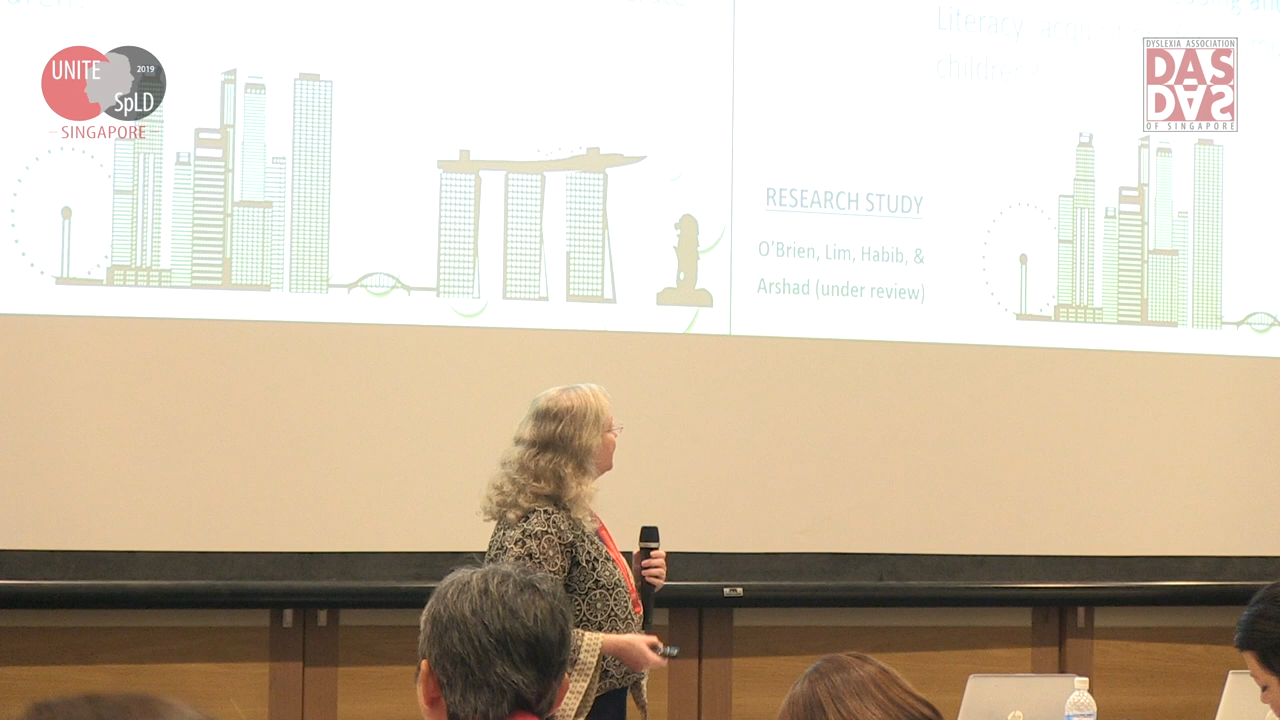 UNITE
2019
SpLD
SINGAPORE
DYSLEXIA ASSOCIATION
DAS
DAS
OF SINGAPORE
Literacy
children
RESEARCH STUDY
O'Brien, Lim, Habib, &
Arshad (under review)